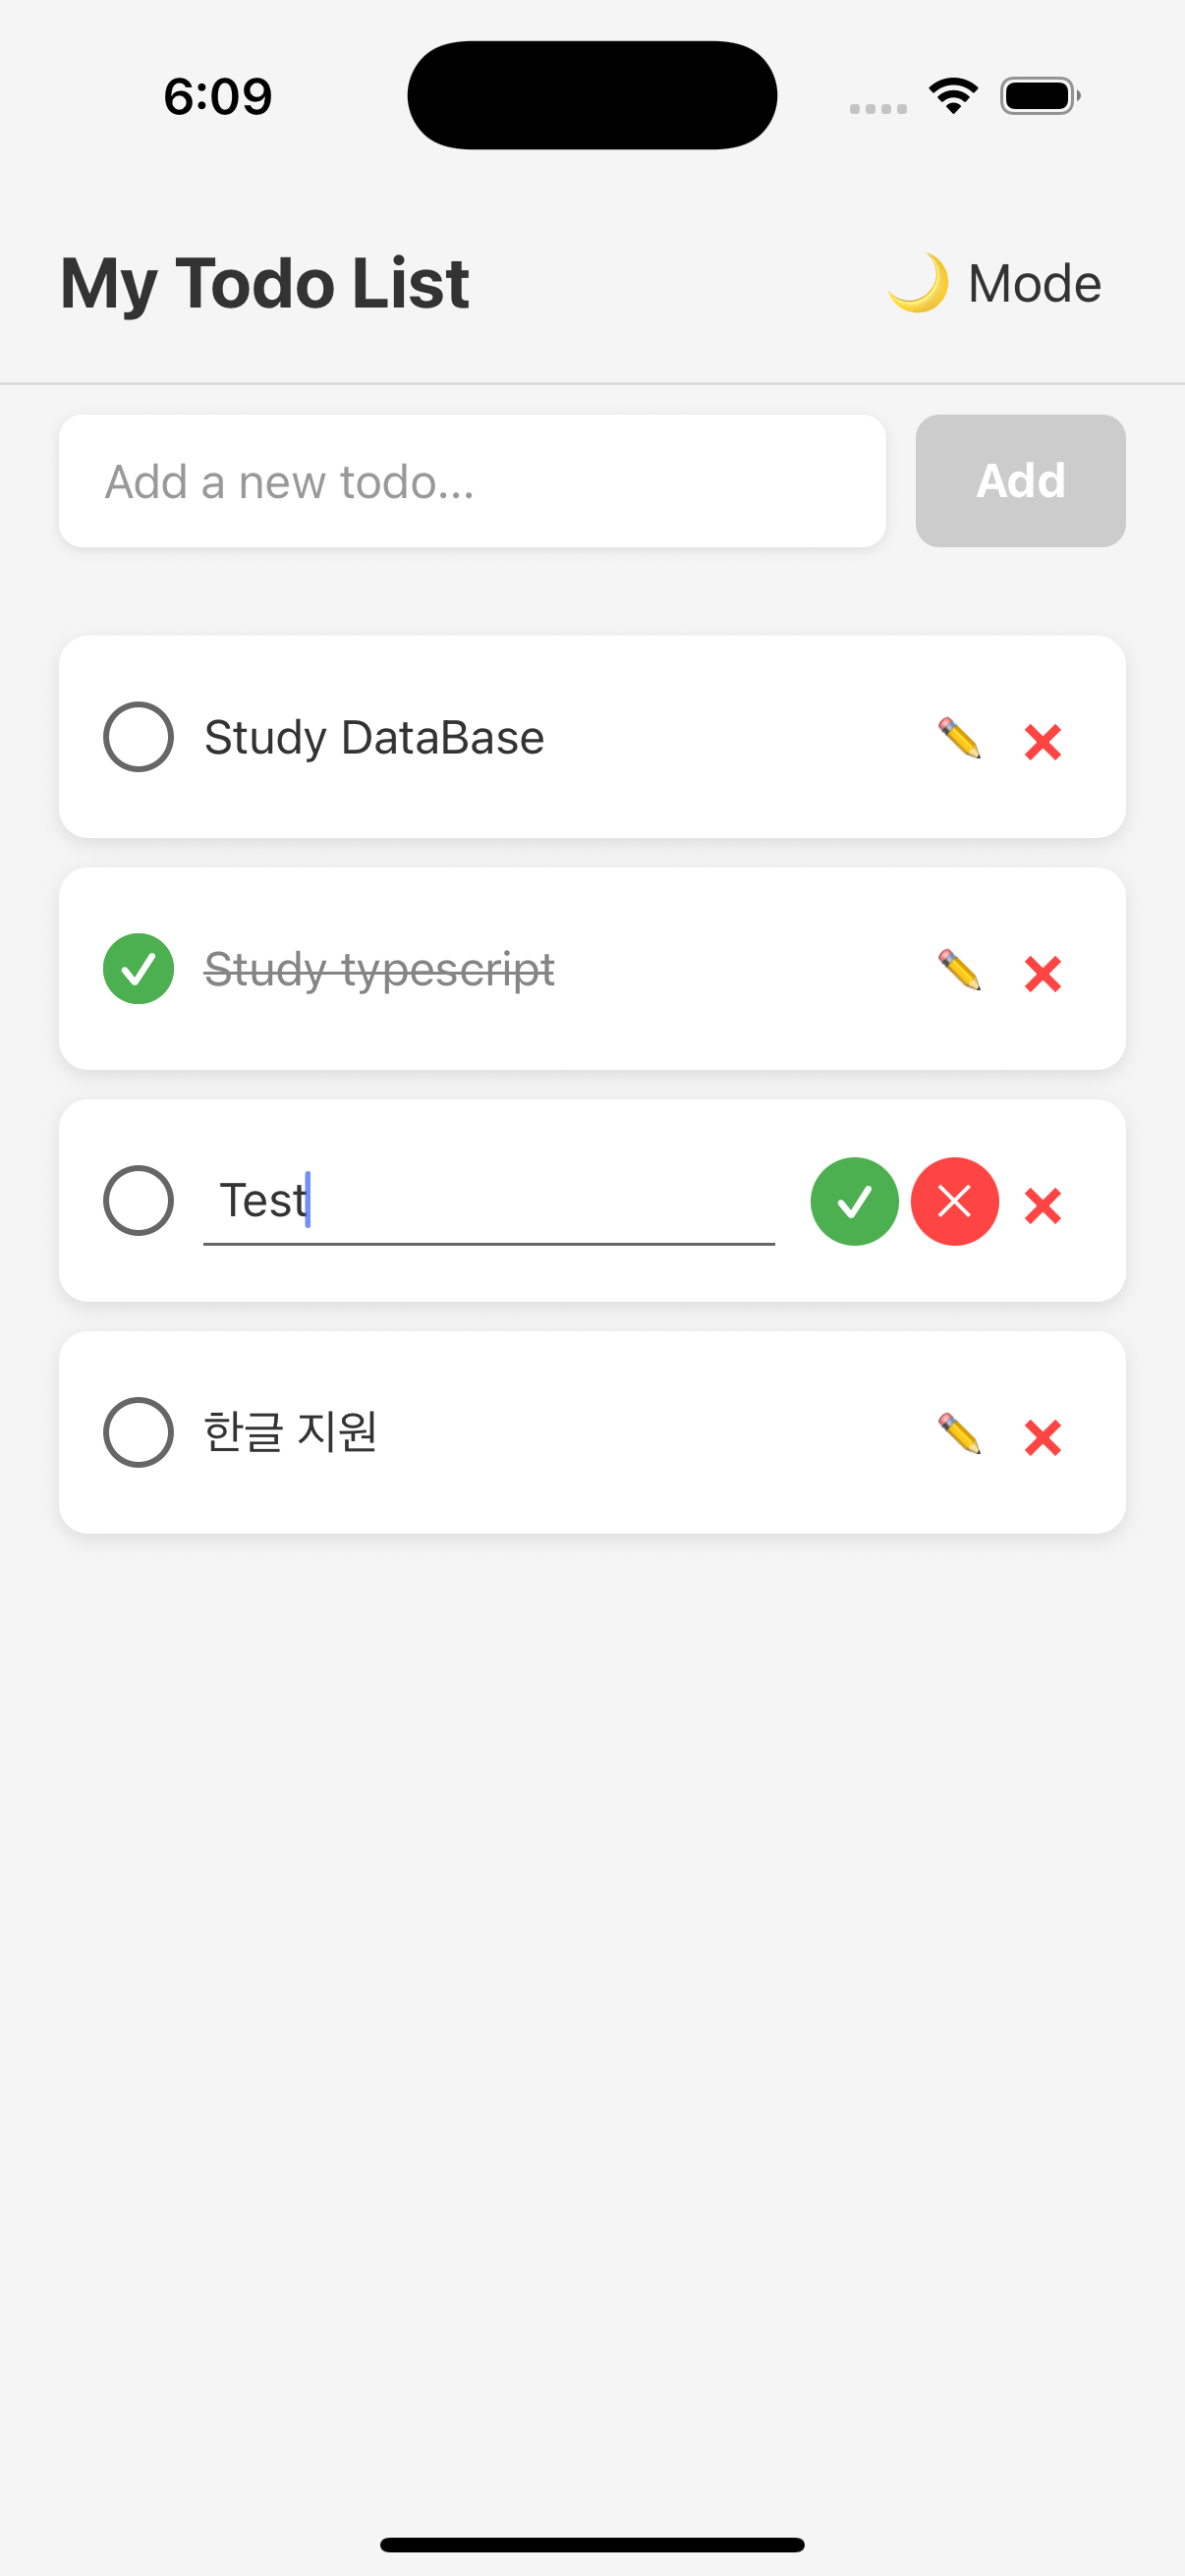 6:09
My Todo List
🌙 Mode
Add a new todo...
Add
Study DataBase
Study typescript
Test
한글 지원